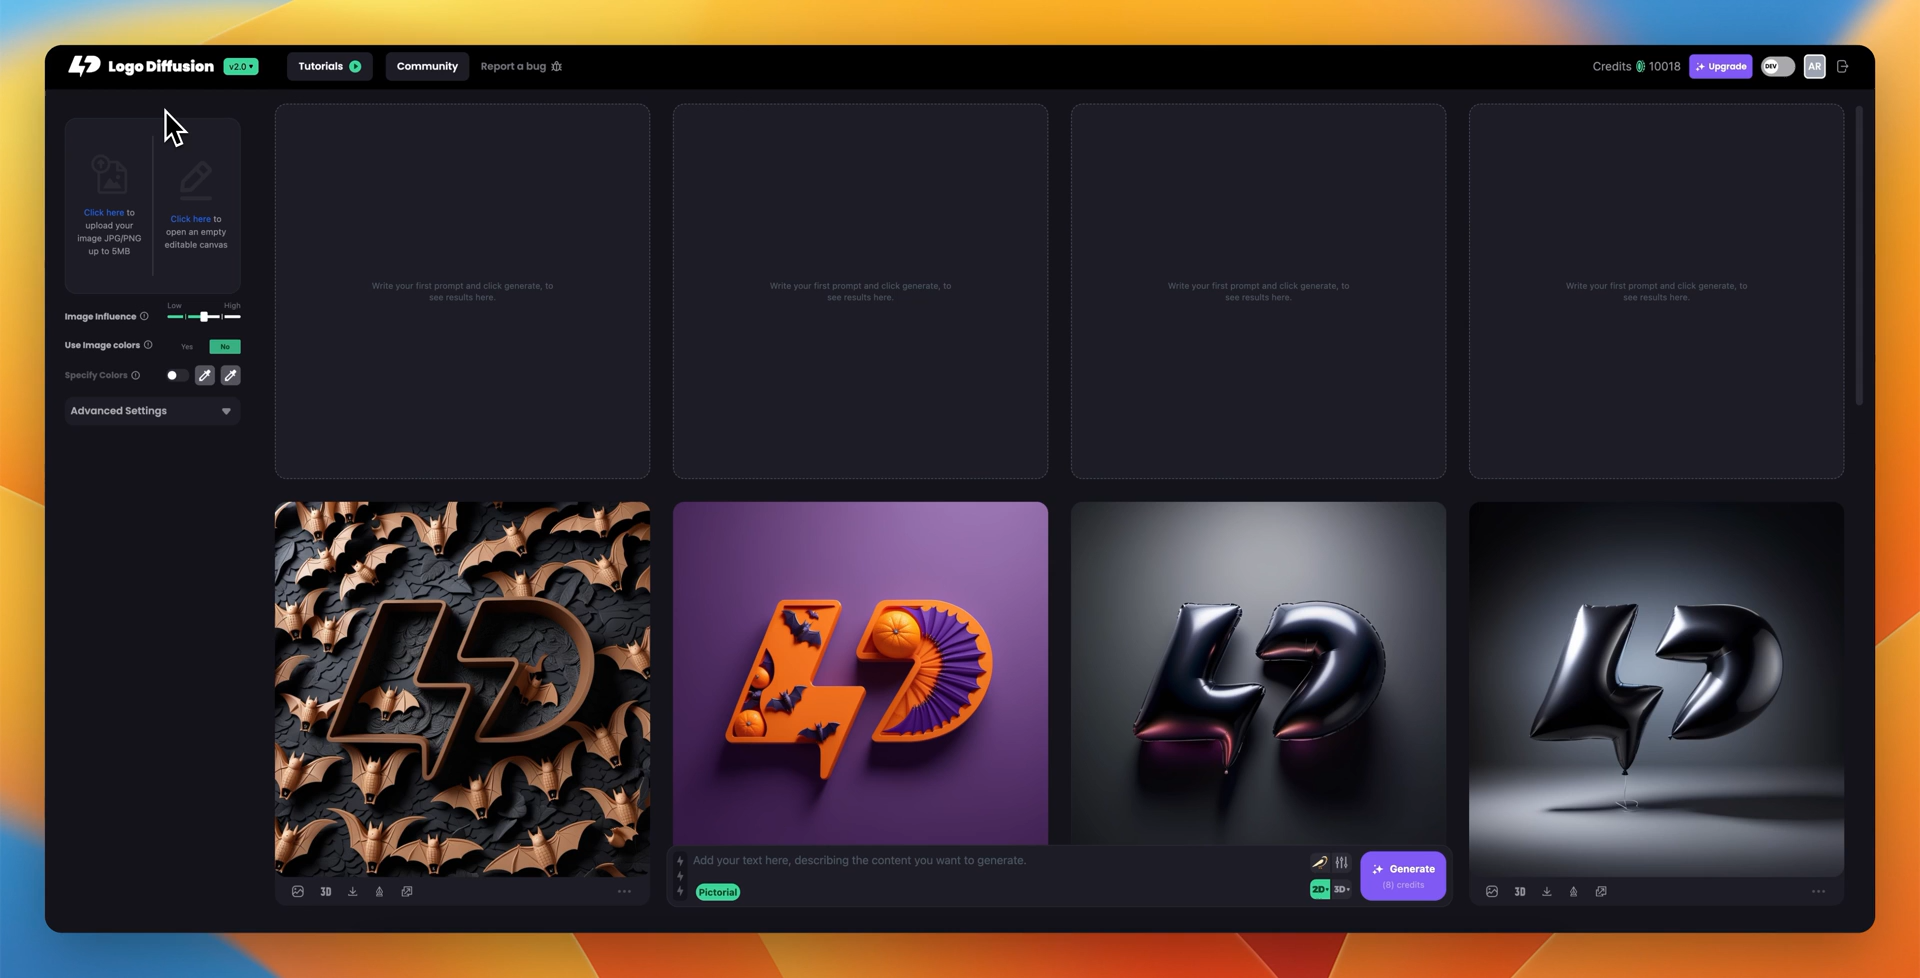 Logo Diffusion v2.0 Tutorials Community Report a bug Credits 10018 Upgrade DEV AR
Click here to
upload your
image JPG/PNG
up to 5MB
Click here to
open an empty
editable canvas
Low High
Image Influence
Use Image colors Yes No
Specify Colors
Advanced Settings
Write your first prompt and click generate, to
see results here.
Write your first prompt and click generate, to
see results here.
Write your first prompt and click generate, to
see results here.
Write your first prompt and click generate, to
see results here.
Add your text here, describing the content you want to generate.
Pictorial
2D 3D
Generate
(8) credits
3D
3D